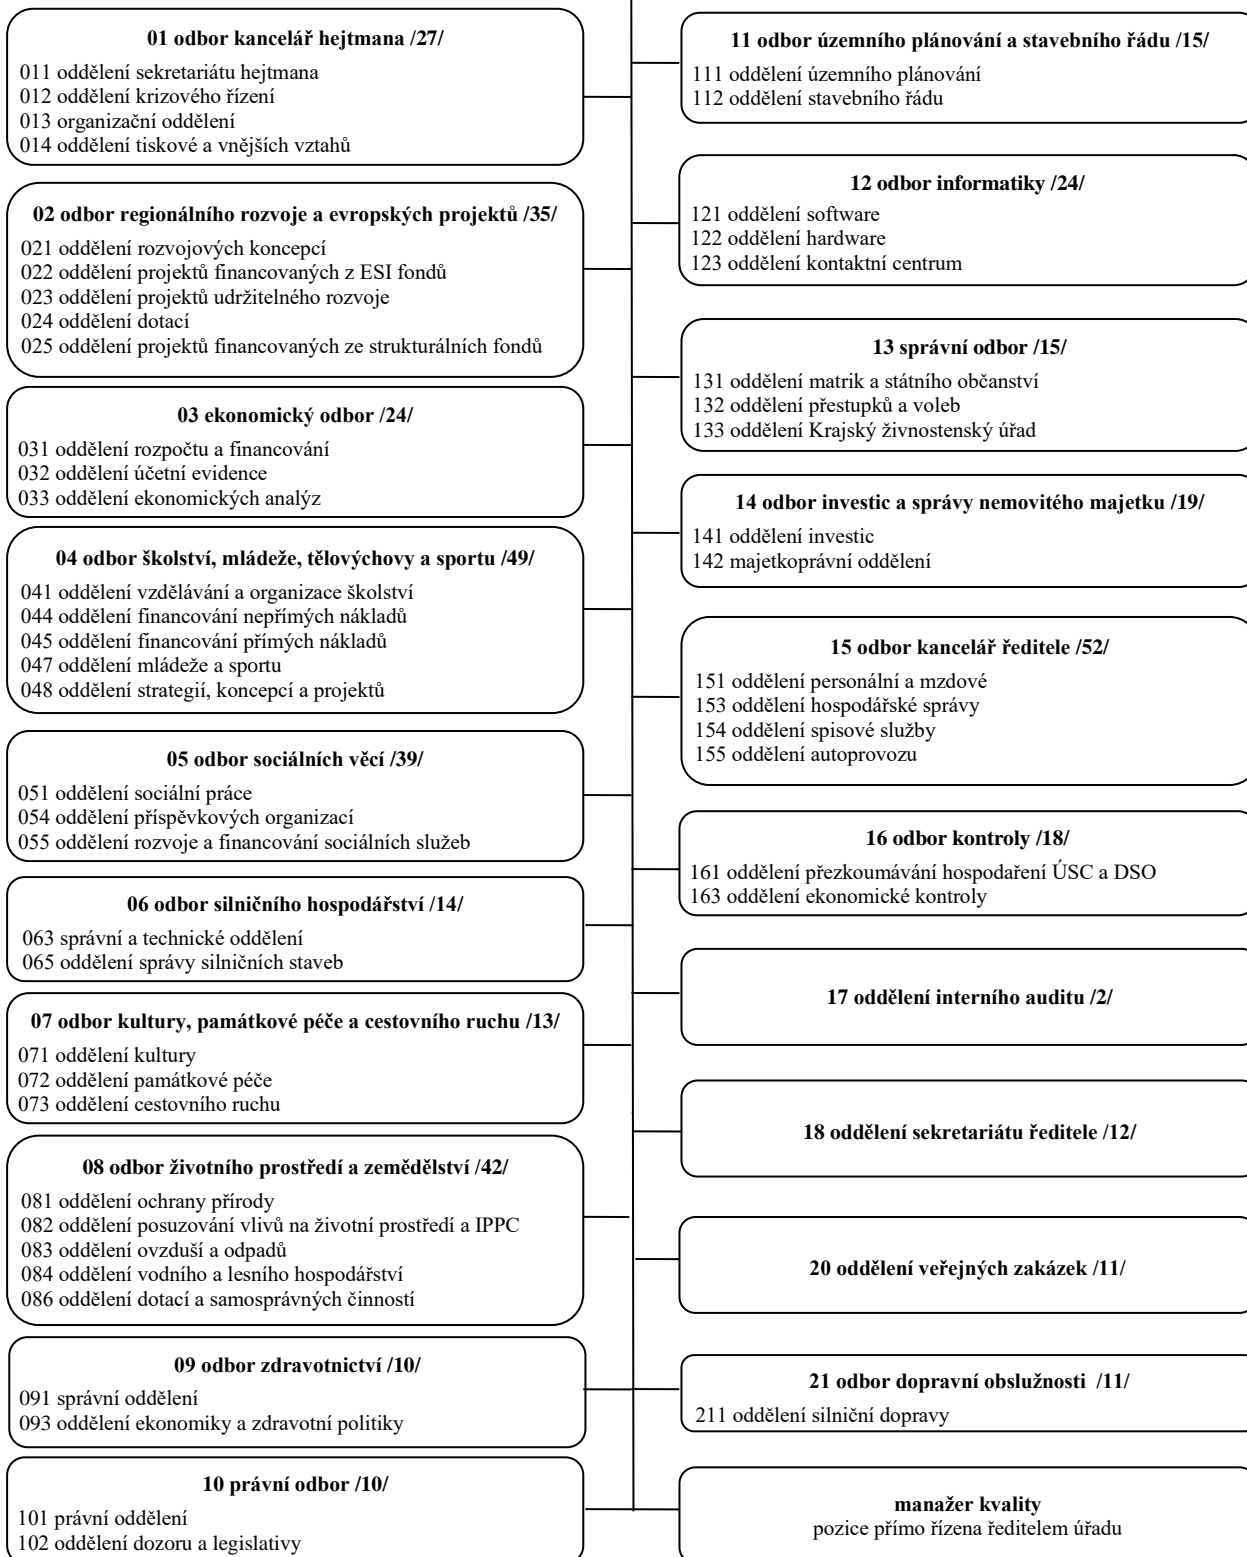 01 odbor kancelář hejtmana /27/
011 oddělení sekretariátu hejtmana
012 oddělení krizového řízení
013 organizační oddělení
014 oddělení tiskové a vnějších vztahů
02 odbor regionálního rozvoje a evropských projektů /35/
021 oddělení rozvojových koncepcí
022 oddělení projektů financovaných z ESI fondů
023 oddělení projektů udržitelného rozvoje
024 oddělení dotací
025 oddělení projektů financovaných ze strukturálních fondů
03 ekonomický odbor /24/
031 oddělení rozpočtu a financování
032 oddělení účetní evidence
033 oddělení ekonomických analýz
04 odbor školství, mládeže, tělovýchovy a sportu /49/
041 oddělení vzdělávání a organizace školství
044 oddělení financování nepřímých nákladů
045 oddělení financování přímých nákladů
047 oddělení mládeže a sportu
048 oddělení strategií, koncepcí a projektů
05 odbor sociálních věcí /39/
051 oddělení sociální práce
054 oddělení příspěvkových organizací
055 oddělení rozvoje a financování sociálních služeb
06 odbor silničního hospodářství /14/
063 správní a technické oddělení
065 oddělení správy silničních staveb
07 odbor kultury, památkové péče a cestovního ruchu /13/
071 oddělení kultury
072 oddělení památkové péče
073 oddělení cestovního ruchu
08 odbor životního prostředí a zemědělství /42/
081 oddělení ochrany přírody
082 oddělení posuzování vlivů na životní prostředí a IPPC
083 oddělení ovzduší a odpadů
084 oddělení vodního a lesního hospodářství
086 oddělení dotací a samosprávných činností
09 odbor zdravotnictví /10/
091 správní oddělení
093 oddělení ekonomiky a zdravotní politiky
10 právní odbor /10/
101 právní oddělení
102 oddělení dozoru a legislativy
11 odbor územního plánování a stavebního řádu /15/
111 oddělení územního plánování
112 oddělení stavebního řádu
12 odbor informatiky /24/
121 oddělení software
122 oddělení hardware
123 oddělení kontaktní centrum
13 správní odbor /15/
131 oddělení matrik a státního občanství
132 oddělení přestupků a voleb
133 oddělení Krajský živnostenský úřad
14 odbor investic a správy nemovitého majetku /19/
141 oddělení investic
142 majetkoprávní oddělení
15 odbor kancelář ředitele /52/
151 oddělení personální a mzdové
153 oddělení hospodářské správy
154 oddělení spisové služby
155 oddělení autoprovozu
16 odbor kontroly /18/
161 oddělení přezkoumávání hospodaření ÚSC a DSO
163 oddělení ekonomické kontroly
17 oddělení interního auditu /2/
18 oddělení sekretariátu ředitele /12/
20 oddělení veřejných zakázek /11/
21 odbor dopravní obslužnosti /11/
211 oddělení silniční dopravy
manažer kvality
pozice přímo řízena ředitelem úřadu